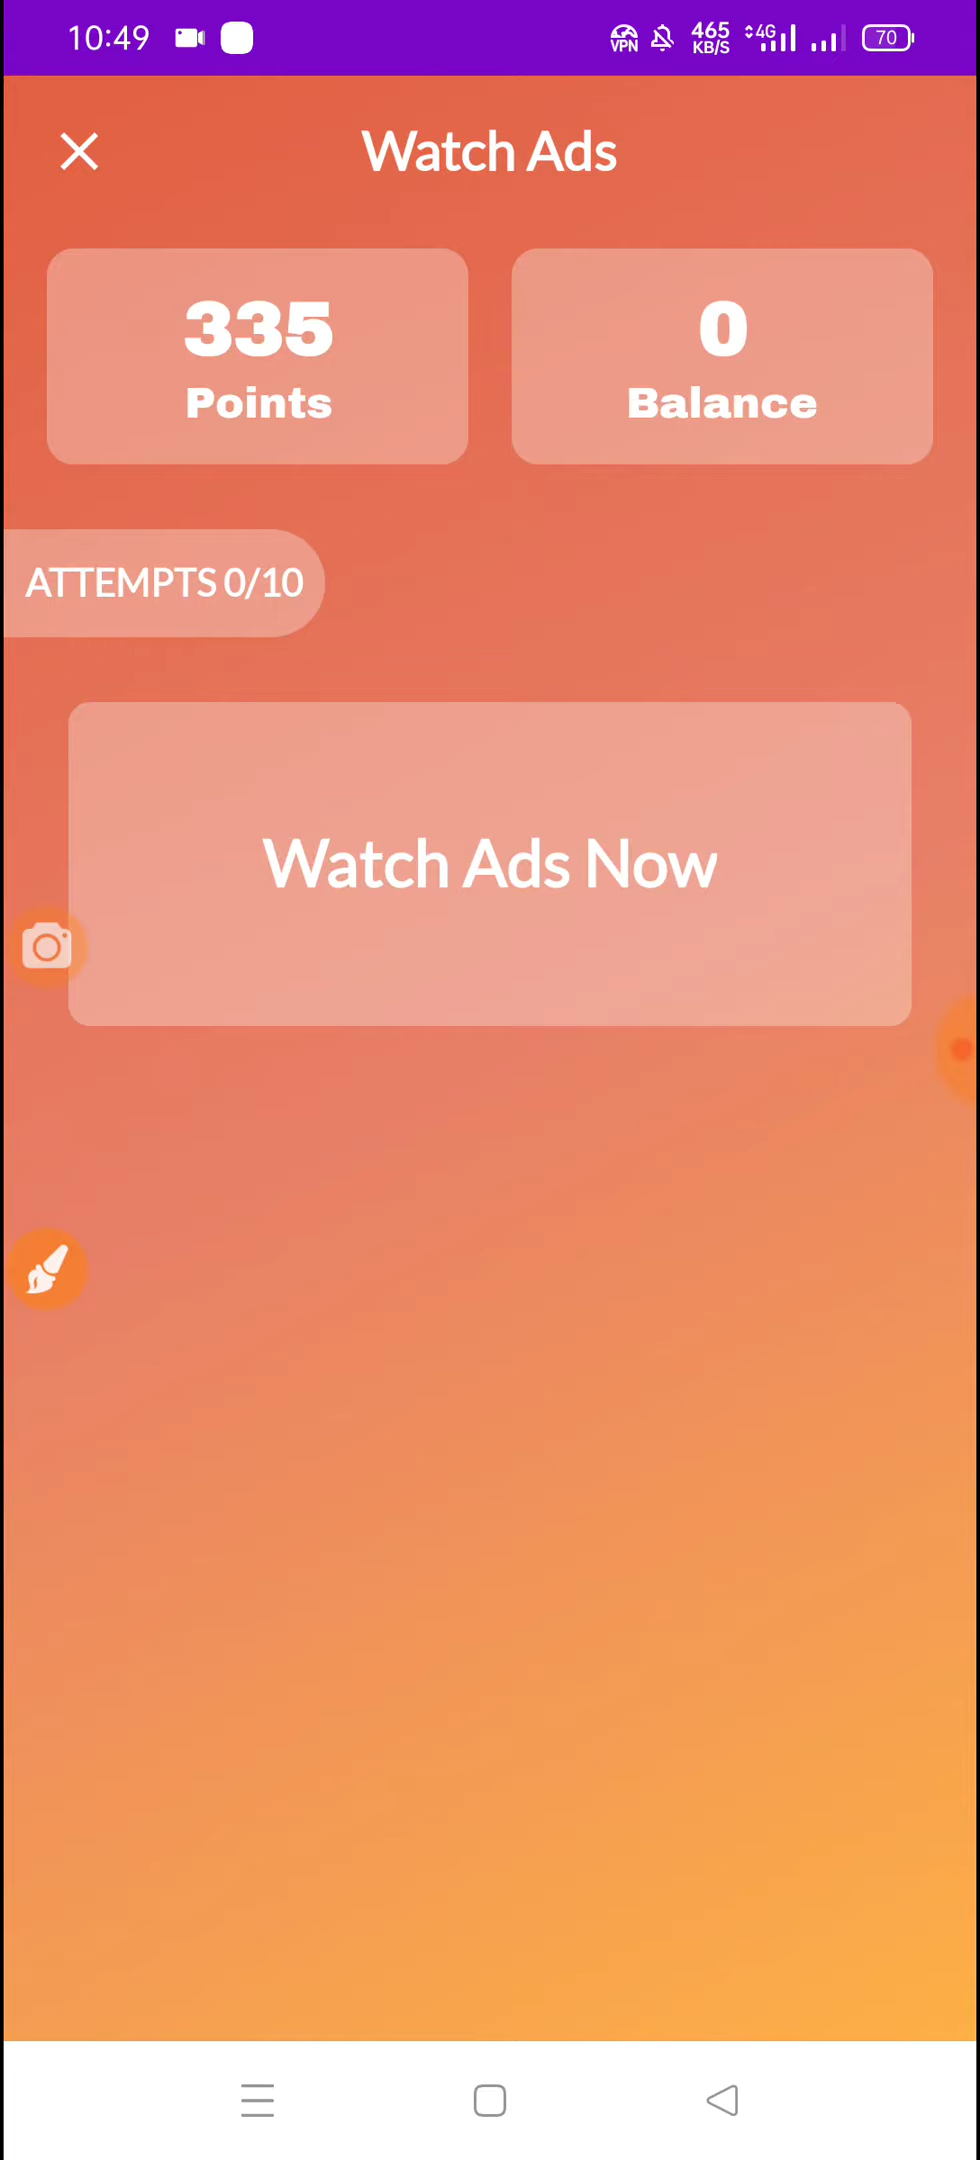 10:49 VPN 465 KB/S 4G 70
Watch Ads
335
Points
0
Balance
ATTEMPTS 0/10
Watch Ads Now